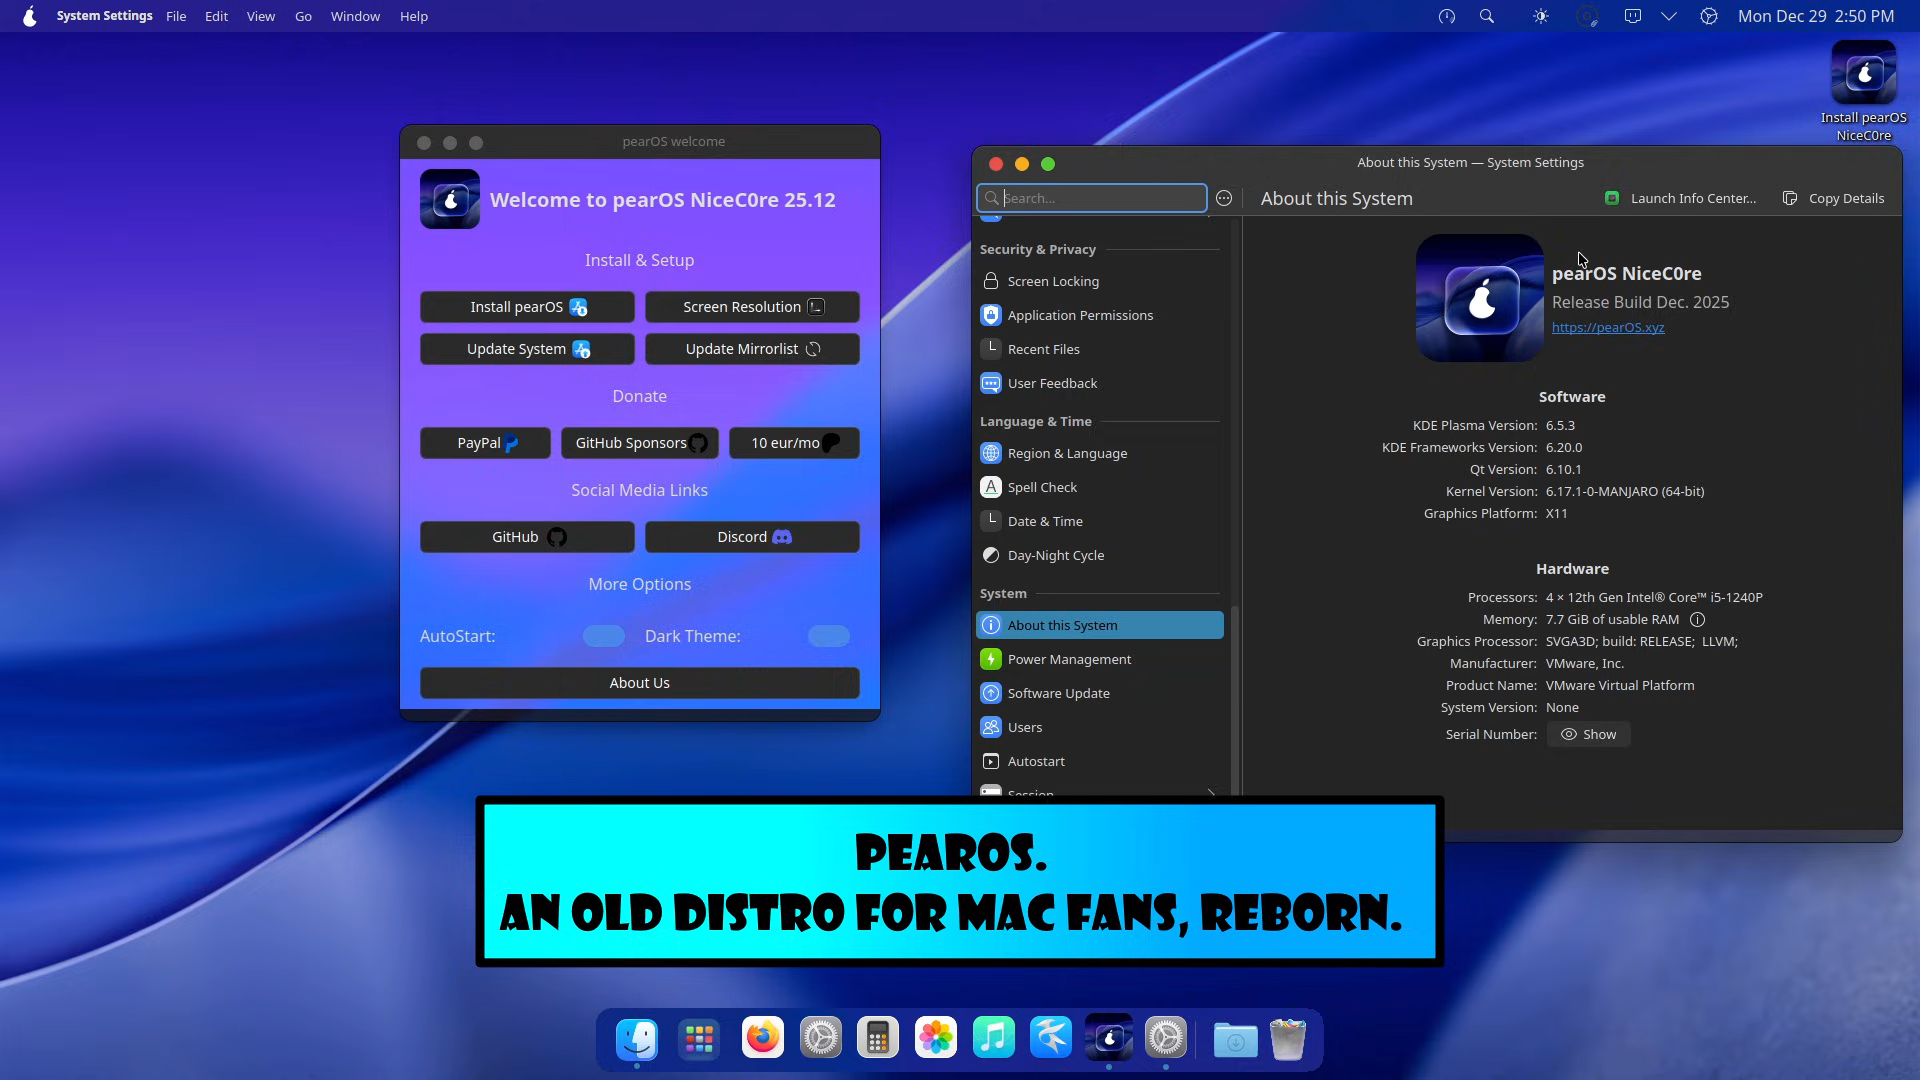 System Settings File Edit View Go Window Help
Mon Dec 29 2:50 PM
Install pearOS
NiceC0re
pearOS welcome
Welcome to pearOS NiceC0re 25.12
Install & Setup
Install pearOS
Screen Resolution
Update System
Update Mirrorlist
Donate
PayPal
GitHub Sponsors
10 eur/mo
Social Media Links
GitHub
Discord
More Options
AutoStart:
Dark Theme:
About Us
About this System — System Settings
Search...
About this System
Launch Info Center...
Copy Details
Security & Privacy
Screen Locking
Application Permissions
Recent Files
User Feedback
Language & Time
Region & Language
Spell Check
Date & Time
Day-Night Cycle
System
About this System
Power Management
Software Update
Users
Autostart
Session
pearOS NiceC0re
Release Build Dec. 2025
https://pearOS.xyz
Software
KDE Plasma Version: 6.5.3
KDE Frameworks Version: 6.20.0
Qt Version: 6.10.1
Kernel Version: 6.17.1-0-MANJARO (64-bit)
Graphics Platform: X11
Hardware
Processors: 4 × 12th Gen Intel® Core™ i5-1240P
Memory: 7.7 GiB of usable RAM
Graphics Processor: SVGA3D; build: RELEASE; LLVM;
Manufacturer: VMware, Inc.
Product Name: VMware Virtual Platform
System Version: None
Serial Number: Show
PEAROS.
AN OLD DISTRO FOR MAC FANS, REBORN.